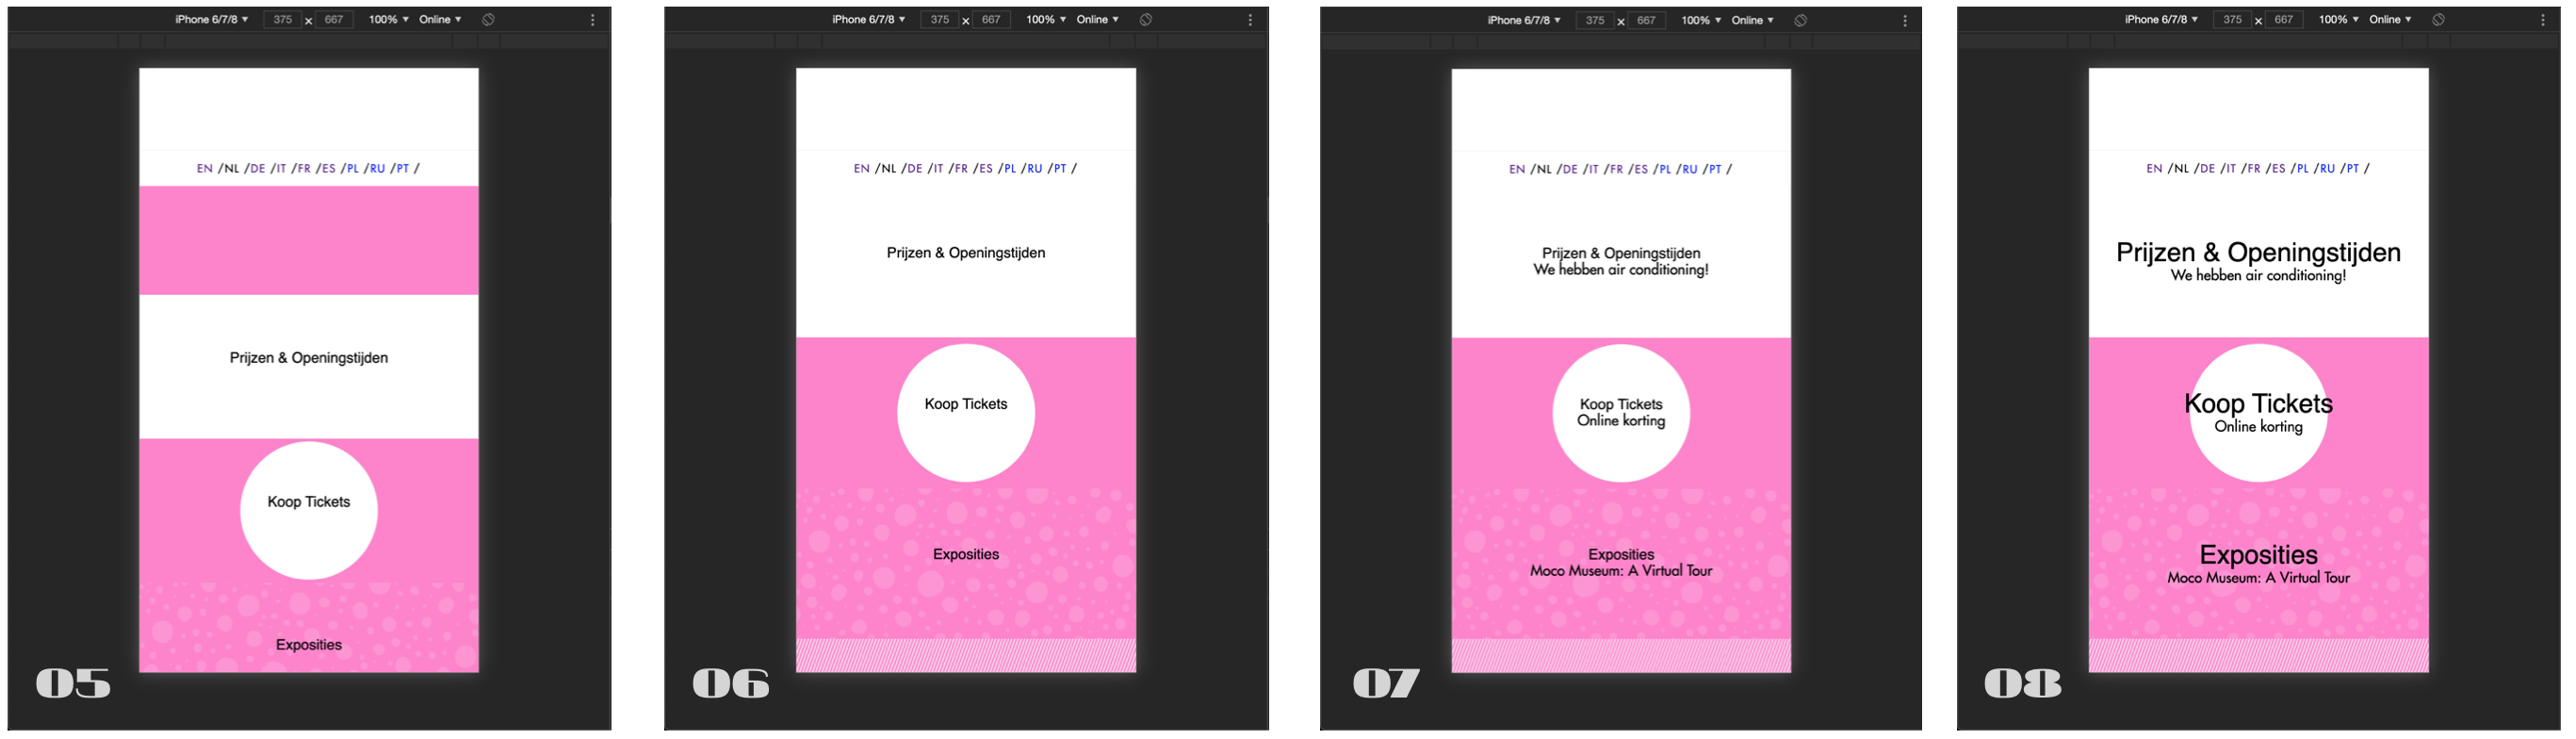 iPhone 6/7/8 ▼ 375 × 667 100% ▼ Online ▼
EN /NL /DE /IT /FR /ES /PL /RU /PT /
Prijzen & Openingstijden
Koop Tickets
Exposities
05
iPhone 6/7/8 ▼ 375 × 667 100% ▼ Online ▼
EN /NL /DE /IT /FR /ES /PL /RU /PT /
Prijzen & Openingstijden
Koop Tickets
Exposities
06
iPhone 6/7/8 ▼ 375 × 667 100% ▼ Online ▼
EN /NL /DE /IT /FR /ES /PL /RU /PT /
Prijzen & Openingstijden
We hebben air conditioning!
Koop Tickets
Online korting
Exposities
Moco Museum: A Virtual Tour
07
iPhone 6/7/8 ▼ 375 × 667 100% ▼ Online ▼
EN /NL /DE /IT /FR /ES /PL /RU /PT /
Prijzen & Openingstijden
We hebben air conditioning!
Koop Tickets
Online korting
Exposities
Moco Museum: A Virtual Tour
08